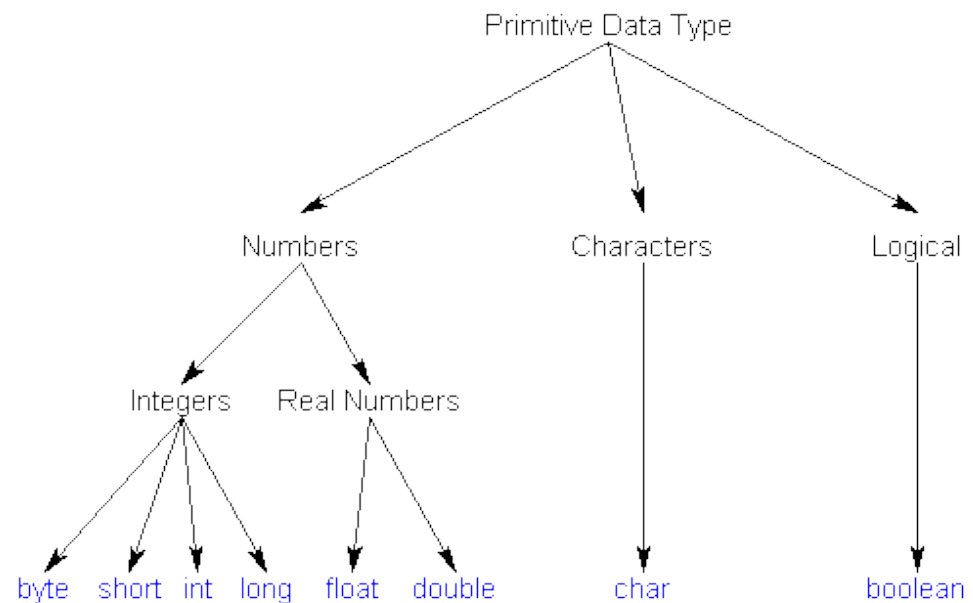 Primitive Data Type
Numbers Characters Logical
Integers Real Numbers
byte short int long float double char boolean